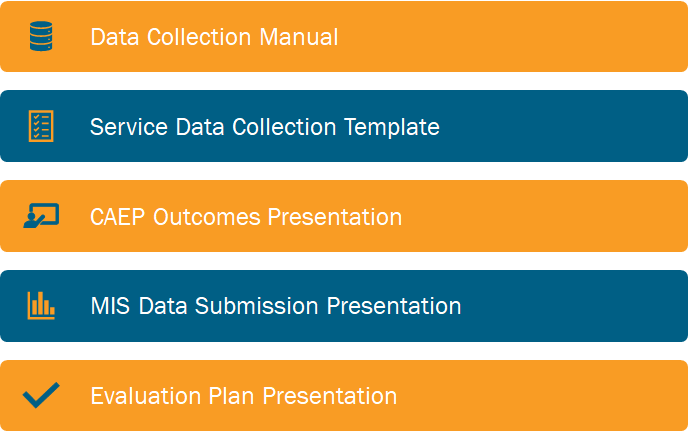 Data Collection Manual
Service Data Collection Template
CAEP Outcomes Presentation
MIS Data Submission Presentation
Evaluation Plan Presentation